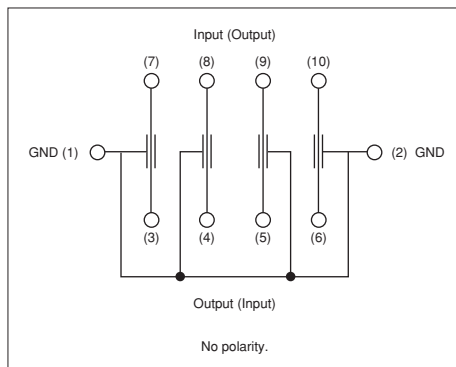 Input (Output)
(7) (8) (9) (10)
GND (1) (2) GND
(3) (4) (5) (6)
Output (Input)
No polarity.